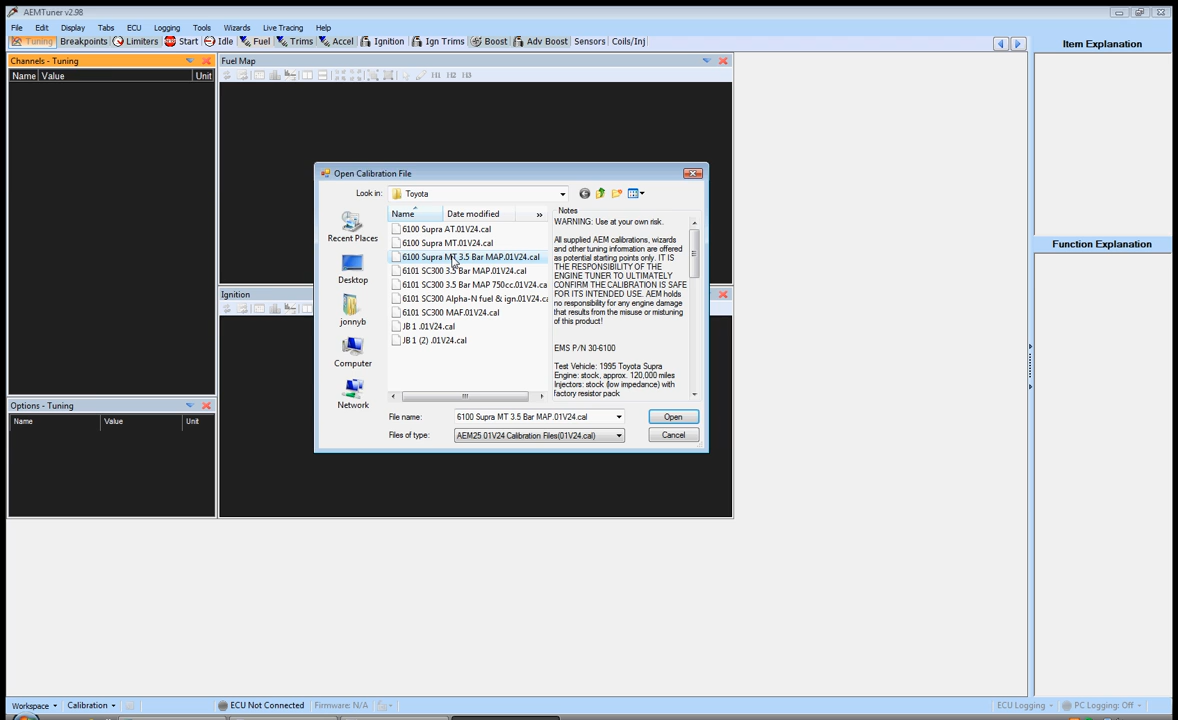 AEMTuner v2.98
File Edit Display Tabs ECU Logging Tools Wizards Live Tracing Help
Tuning Breakpoints Limiters Start Idle Fuel Trims Accel Ignition Ign Trims Boost Adv Boost Sensors Coils/Inj
Item Explanation
Channels - Tuning
Name Value Unit
Fuel Map
H1 H2 H3
Open Calibration File
Look in: Toyota
Name Date modified »
Recent Places
Desktop
jonnyb
Computer
Network
6100 Supra AT.01V24.cal
6100 Supra MT.01V24.cal
6100 Supra MT 3.5 Bar MAP.01V24.cal
6101 SC300 3.5 Bar MAP.01V24.cal
6101 SC300 3.5 Bar MAP 750cc.01V24.ca
6101 SC300 Alpha-N fuel & ign.01V24.ca
6101 SC300 MAF.01V24.cal
JB 1 .01V24.cal
JB 1 (2) .01V24.cal
Notes
WARNING: Use at your own risk.
All supplied AEM calibrations, wizards
and other tuning information are offered
as potential starting points only. IT IS
THE RESPONSIBILITY OF THE
ENGINE TUNER TO ULTIMATELY
CONFIRM THE CALIBRATION IS SAFE
FOR ITS INTENDED USE. AEM holds
no responsibility for any engine damage
that results from the misuse or mistuning
of this product!
EMS P/N 30-6100
Test Vehicle: 1995 Toyota Supra
Engine: stock, approx. 120,000 miles
Injectors: stock (low impedance) with
factory resistor pack
File name: 6100 Supra MT 3.5 Bar MAP.01V24.cal Open
Files of type: AEM25 01V24 Calibration Files(01V24.cal) Cancel
Function Explanation
Ignition
Options - Tuning
Name Value Unit
Workspace Calibration ECU Not Connected Firmware: N/A ECU Logging PC Logging: Off